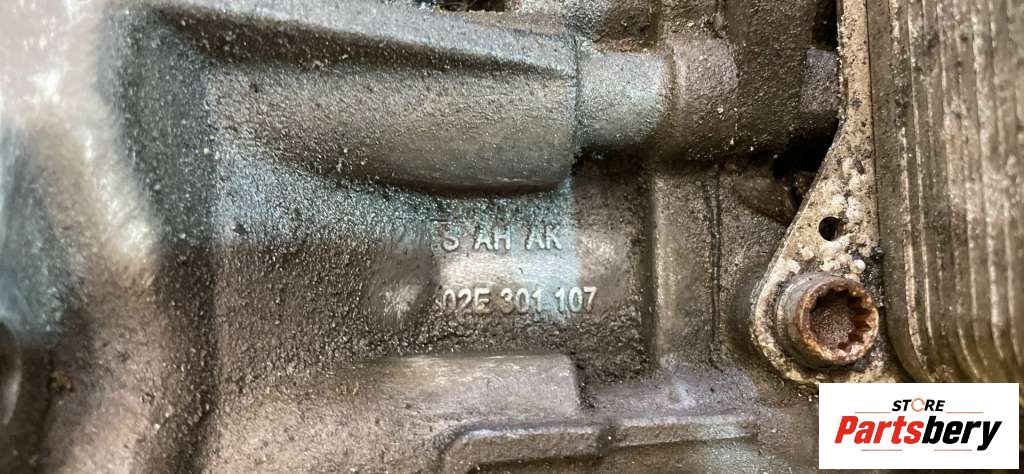 S AH AK
02E 301 107
STORE
Partsbery